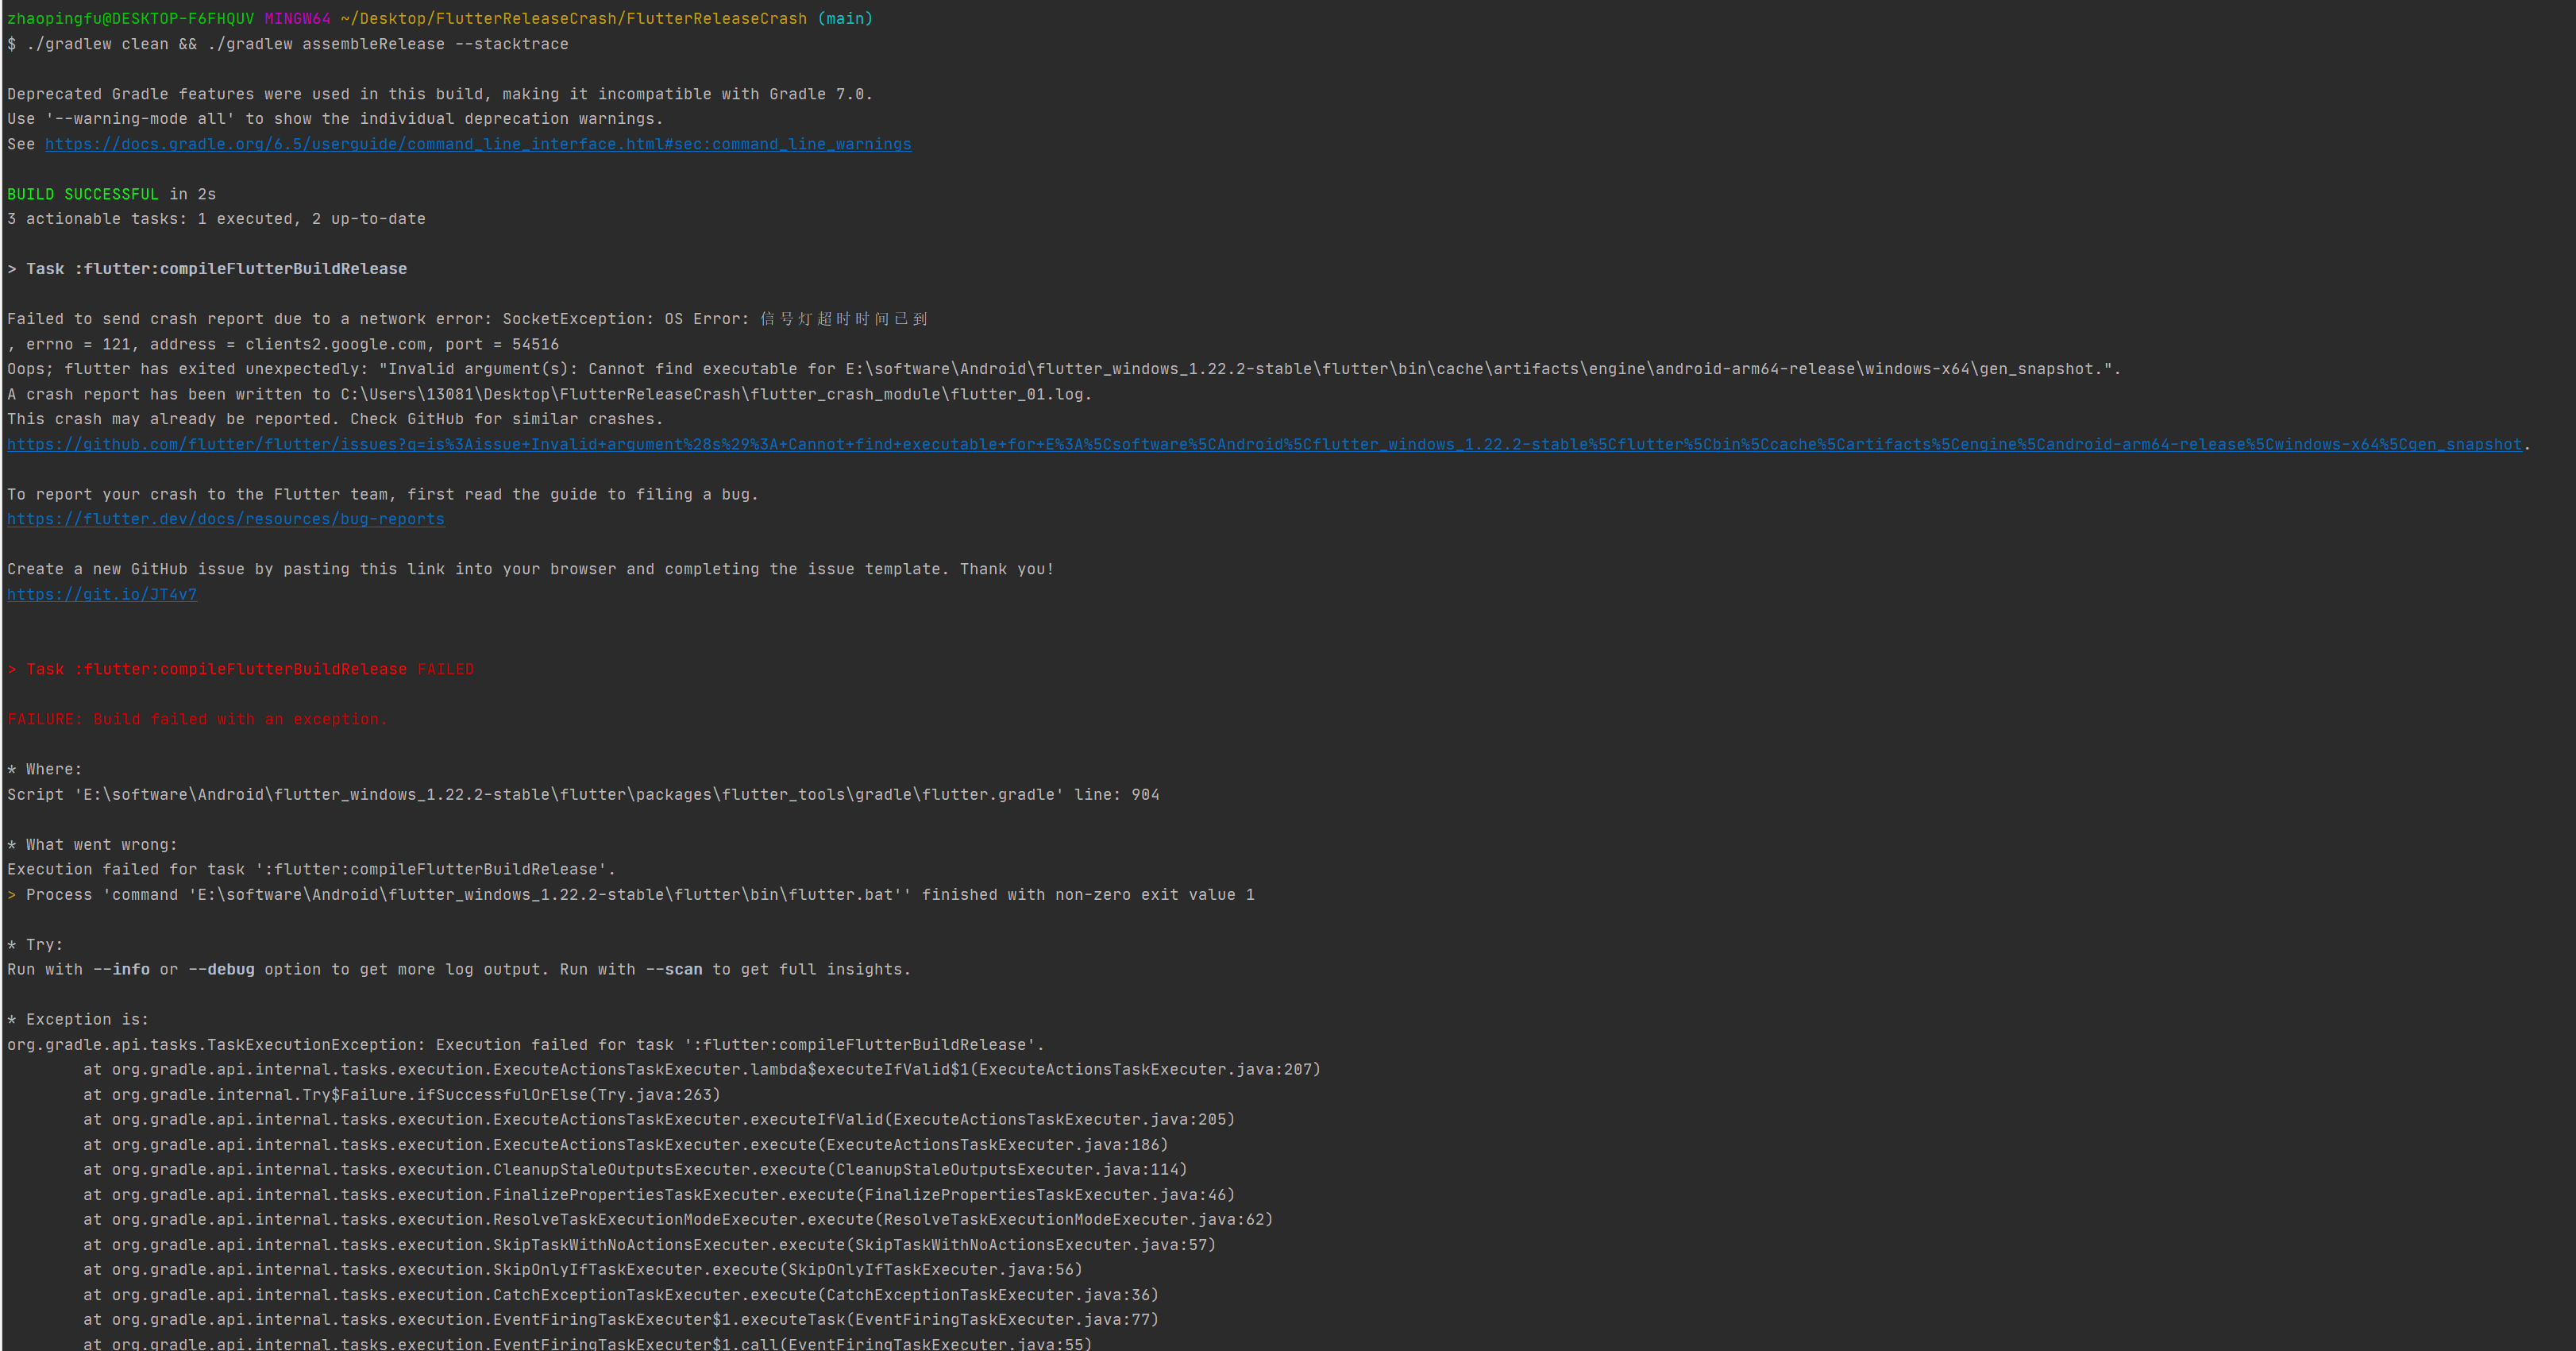 zhaopingfu@DESKTOP-F6FHQUV MINGW64 ~/Desktop/FlutterReleaseCrash/FlutterReleaseCrash (main)
$ ./gradlew clean && ./gradlew assembleRelease --stacktrace
Deprecated Gradle features were used in this build, making it incompatible with Gradle 7.0.
Use '--warning-mode all' to show the individual deprecation warnings.
See https://docs.gradle.org/6.5/userguide/command_line_interface.html#sec:command_line_warnings
BUILD SUCCESSFUL in 2s
3 actionable tasks: 1 executed, 2 up-to-date
> Task :flutter:compileFlutterBuildRelease
Failed to send crash report due to a network error: SocketException: OS Error: 信号灯超时时间已到
, errno = 121, address = clients2.google.com, port = 54516
Oops; flutter has exited unexpectedly: "Invalid argument(s): Cannot find executable for E:\software\Android\flutter_windows_1.22.2-stable\flutter\bin\cache\artifacts\engine\android-arm64-release\windows-x64\gen_snapshot.".
A crash report has been written to C:\Users\13081\Desktop\FlutterReleaseCrash\flutter_crash_module\flutter_01.log.
This crash may already be reported. Check GitHub for similar crashes.
https://github.com/flutter/flutter/issues?q=is%3Aissue+Invalid+argument%28s%29%3A+Cannot+find+executable+for+E%3A%5Csoftware%5CAndroid%5Cflutter_windows_1.22.2-stable%5Cflutter%5Cbin%5Ccache%5Cartifacts%5Cengine%5Candroid-arm64-release%5Cwindows-x64%5Cgen_snapshot.
To report your crash to the Flutter team, first read the guide to filing a bug.
https://flutter.dev/docs/resources/bug-reports
Create a new GitHub issue by pasting this link into your browser and completing the issue template. Thank you!
https://git.io/JT4v7
> Task :flutter:compileFlutterBuildRelease FAILED
FAILURE: Build failed with an exception.
* Where:
Script 'E:\software\Android\flutter_windows_1.22.2-stable\flutter\packages\flutter_tools\gradle\flutter.gradle' line: 904
* What went wrong:
Execution failed for task ':flutter:compileFlutterBuildRelease'.
> Process 'command 'E:\software\Android\flutter_windows_1.22.2-stable\flutter\bin\flutter.bat'' finished with non-zero exit value 1
* Try:
Run with --info or --debug option to get more log output. Run with --scan to get full insights.
* Exception is:
org.gradle.api.tasks.TaskExecutionException: Execution failed for task ':flutter:compileFlutterBuildRelease'.
at org.gradle.api.internal.tasks.execution.ExecuteActionsTaskExecuter.lambda$executeIfValid$1(ExecuteActionsTaskExecuter.java:207)
at org.gradle.internal.Try$Failure.ifSuccessfulOrElse(Try.java:263)
at org.gradle.api.internal.tasks.execution.ExecuteActionsTaskExecuter.executeIfValid(ExecuteActionsTaskExecuter.java:205)
at org.gradle.api.internal.tasks.execution.ExecuteActionsTaskExecuter.execute(ExecuteActionsTaskExecuter.java:186)
at org.gradle.api.internal.tasks.execution.CleanupStaleOutputsExecuter.execute(CleanupStaleOutputsExecuter.java:114)
at org.gradle.api.internal.tasks.execution.FinalizePropertiesTaskExecuter.execute(FinalizePropertiesTaskExecuter.java:46)
at org.gradle.api.internal.tasks.execution.ResolveTaskExecutionModeExecuter.execute(ResolveTaskExecutionModeExecuter.java:62)
at org.gradle.api.internal.tasks.execution.SkipTaskWithNoActionsExecuter.execute(SkipTaskWithNoActionsExecuter.java:57)
at org.gradle.api.internal.tasks.execution.SkipOnlyIfTaskExecuter.execute(SkipOnlyIfTaskExecuter.java:56)
at org.gradle.api.internal.tasks.execution.CatchExceptionTaskExecuter.execute(CatchExceptionTaskExecuter.java:36)
at org.gradle.api.internal.tasks.execution.EventFiringTaskExecuter$1.executeTask(EventFiringTaskExecuter.java:77)
at org.gradle.api.internal.tasks.execution.EventFiringTaskExecuter$1.call(EventFiringTaskExecuter.java:55)